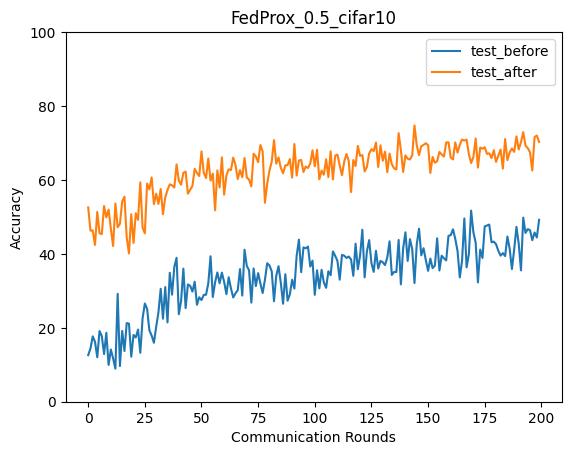 FedProx_0.5_cifar10
100
80
60
40
20
0
Accuracy
test_before
test_after
0 25 50 75 100 125 150 175 200
Communication Rounds